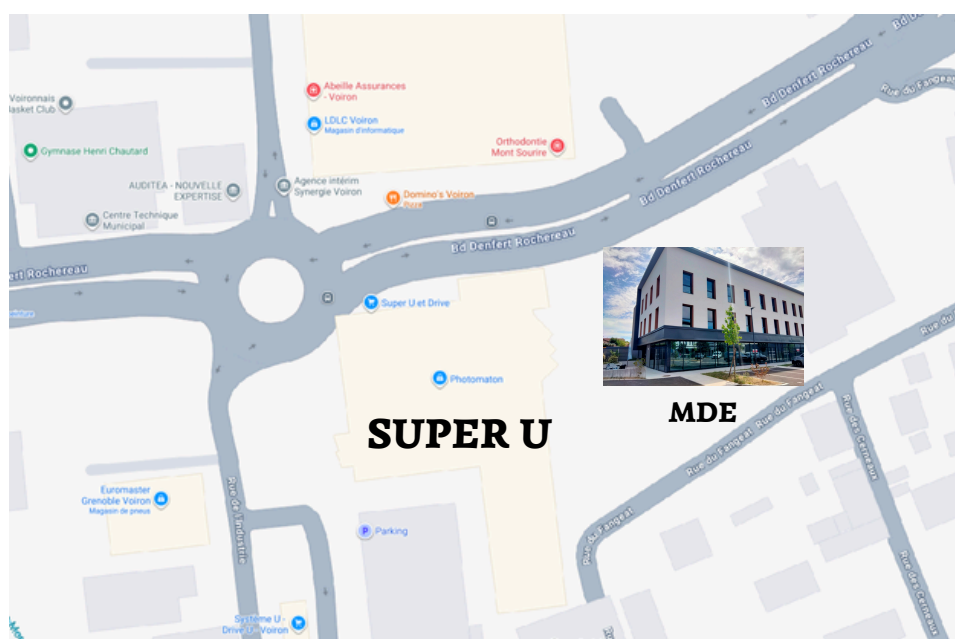 Bd Denfert Rochereau
Rue du Fangeat
Abeille Assurances
- Voiron
Voironnais
LDLC Voiron
Magasin d'informatique
Gymnase Henri Chautard
Orthodontie
Mont Sourire
AUDITEA - NOUVELLE
EXPERTISE
Agence intérim
Synergie Voiron
Domino's Voiron
Centre Technique
Municipal
Bd Denfert Rochereau
Bd Denfert Rochereau
Rochereau
Super U et Drive
Photomaton
MDE
SUPER U
Rue du Fangeat
Rue du Fangeat
Rue du Fangeat
Rue des Cerneaux
Rue du Fangeat
Rue des Cerneaux
Euromaster
Grenoble Voiron
Magasin de pneus
Rue de l'Industrie
P Parking
Système U -
Drive U - Voiron